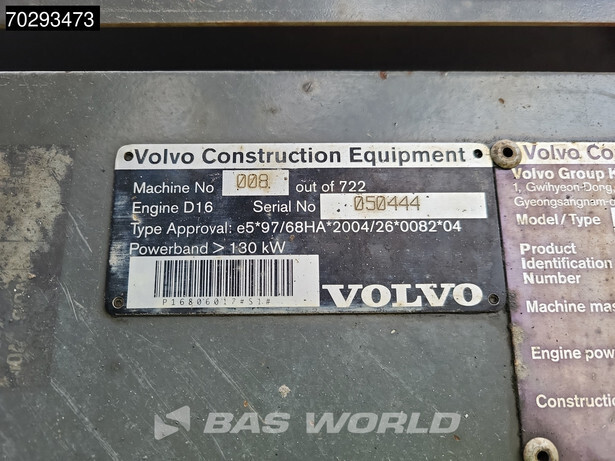 70293473
Volvo Construction Equipment
Machine No 008 out of 722
Engine D16 Serial No 050444
Type Approval: e5*97/68HA*2004/26*0082*04
Powerband > 130 kW
P16806017#S1#
VOLVO
Volvo Co
Volvo Group K
1, Gwihyeon-Dong,
Gyeongsangnam-
Model/Type
Product
Identification
Number
Machine mas
Engine pow
Constructio
BAS WORLD